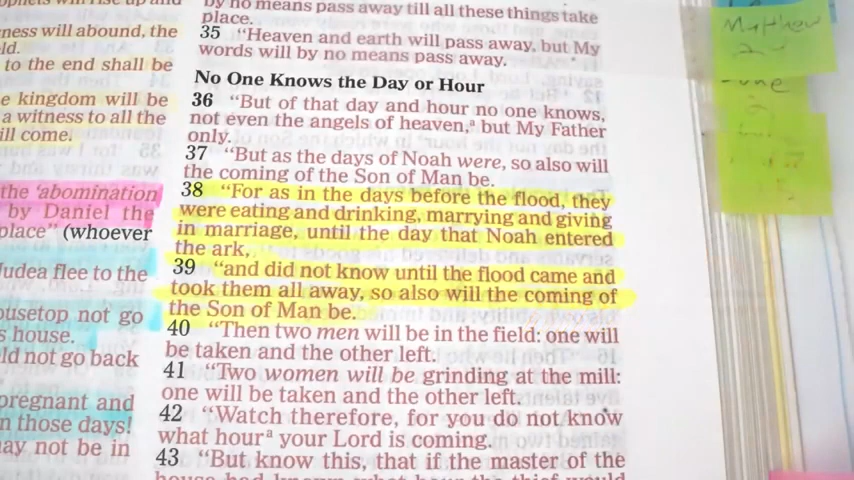 ness will abound, the
ld.
to the end shall be
e kingdom will be
a witness to all the
ill come.
the 'abomination
by Daniel the
place" (whoever
Judea flee to the
ousetop not go
s house.
ld not go back
pregnant and
n those days!
ay not be in
by no means pass away till all these things take
place.
35 "Heaven and earth will pass away, but My
words will by no means pass away.
No One Knows the Day or Hour
36 "But of that day and hour no one knows,
not even the angels of heaven,ᵃ but My Father
only.
37 "But as the days of Noah were, so also will
the coming of the Son of Man be.
38 "For as in the days before the flood, they
were eating and drinking, marrying and giving
in marriage, until the day that Noah entered
the ark,
39 "and did not know until the flood came and
took them all away, so also will the coming of
the Son of Man be.
40 "Then two men will be in the field: one will
be taken and the other left.
41 "Two women will be grinding at the mill:
one will be taken and the other left.
42 "Watch therefore, for you do not know
what hourᵃ your Lord is coming.
43 "But know this, that if the master of the
house had known what hour the thief would
Matthew